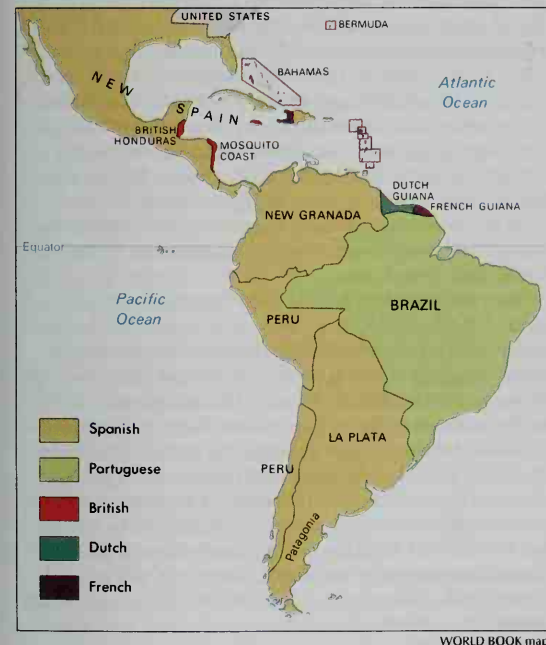 UNITED STATES
BERMUDA
BAHAMAS
Atlantic
Ocean
NEW
SPAIN
BRITISH
HONDURAS
MOSQUITO
COAST
DUTCH
GUIANA
FRENCH GUIANA
NEW GRANADA
Equator
Pacific
Ocean
PERU
BRAZIL
LA PLATA
PERU
Patagonia
Spanish
Portuguese
British
Dutch
French
WORLD BOOK map